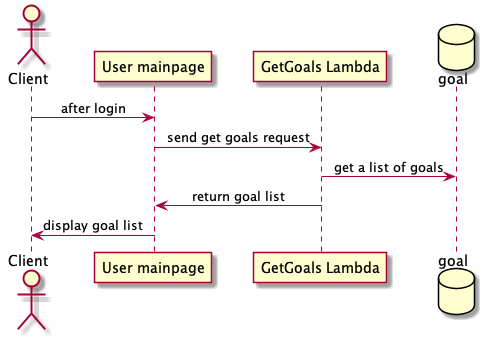 Client
User mainpage
GetGoals Lambda
goal
after login
send get goals request
get a list of goals
return goal list
display goal list
Client
User mainpage
GetGoals Lambda
goal